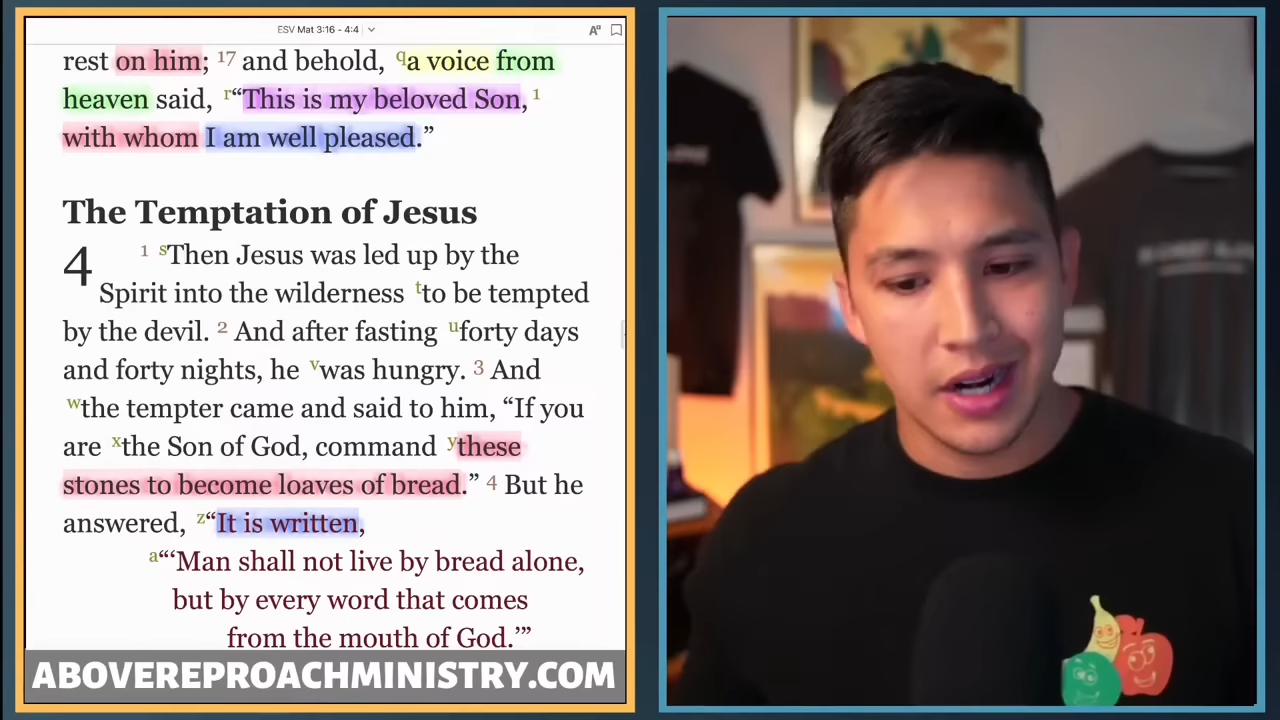 ESV Mat 3:16 - 4:4
rest on him; 17 and behold, q a voice from
heaven said, r “This is my beloved Son, 1
with whom I am well pleased.”
The Temptation of Jesus
4 1 s Then Jesus was led up by the
Spirit into the wilderness t to be tempted
by the devil. 2 And after fasting u forty days
and forty nights, he v was hungry. 3 And
w the tempter came and said to him, “If you
are x the Son of God, command y these
stones to become loaves of bread.” 4 But he
answered, z “It is written,
a “‘Man shall not live by bread alone,
but by every word that comes
from the mouth of God.’”
ABOVEREPROACHMINISTRY.COM